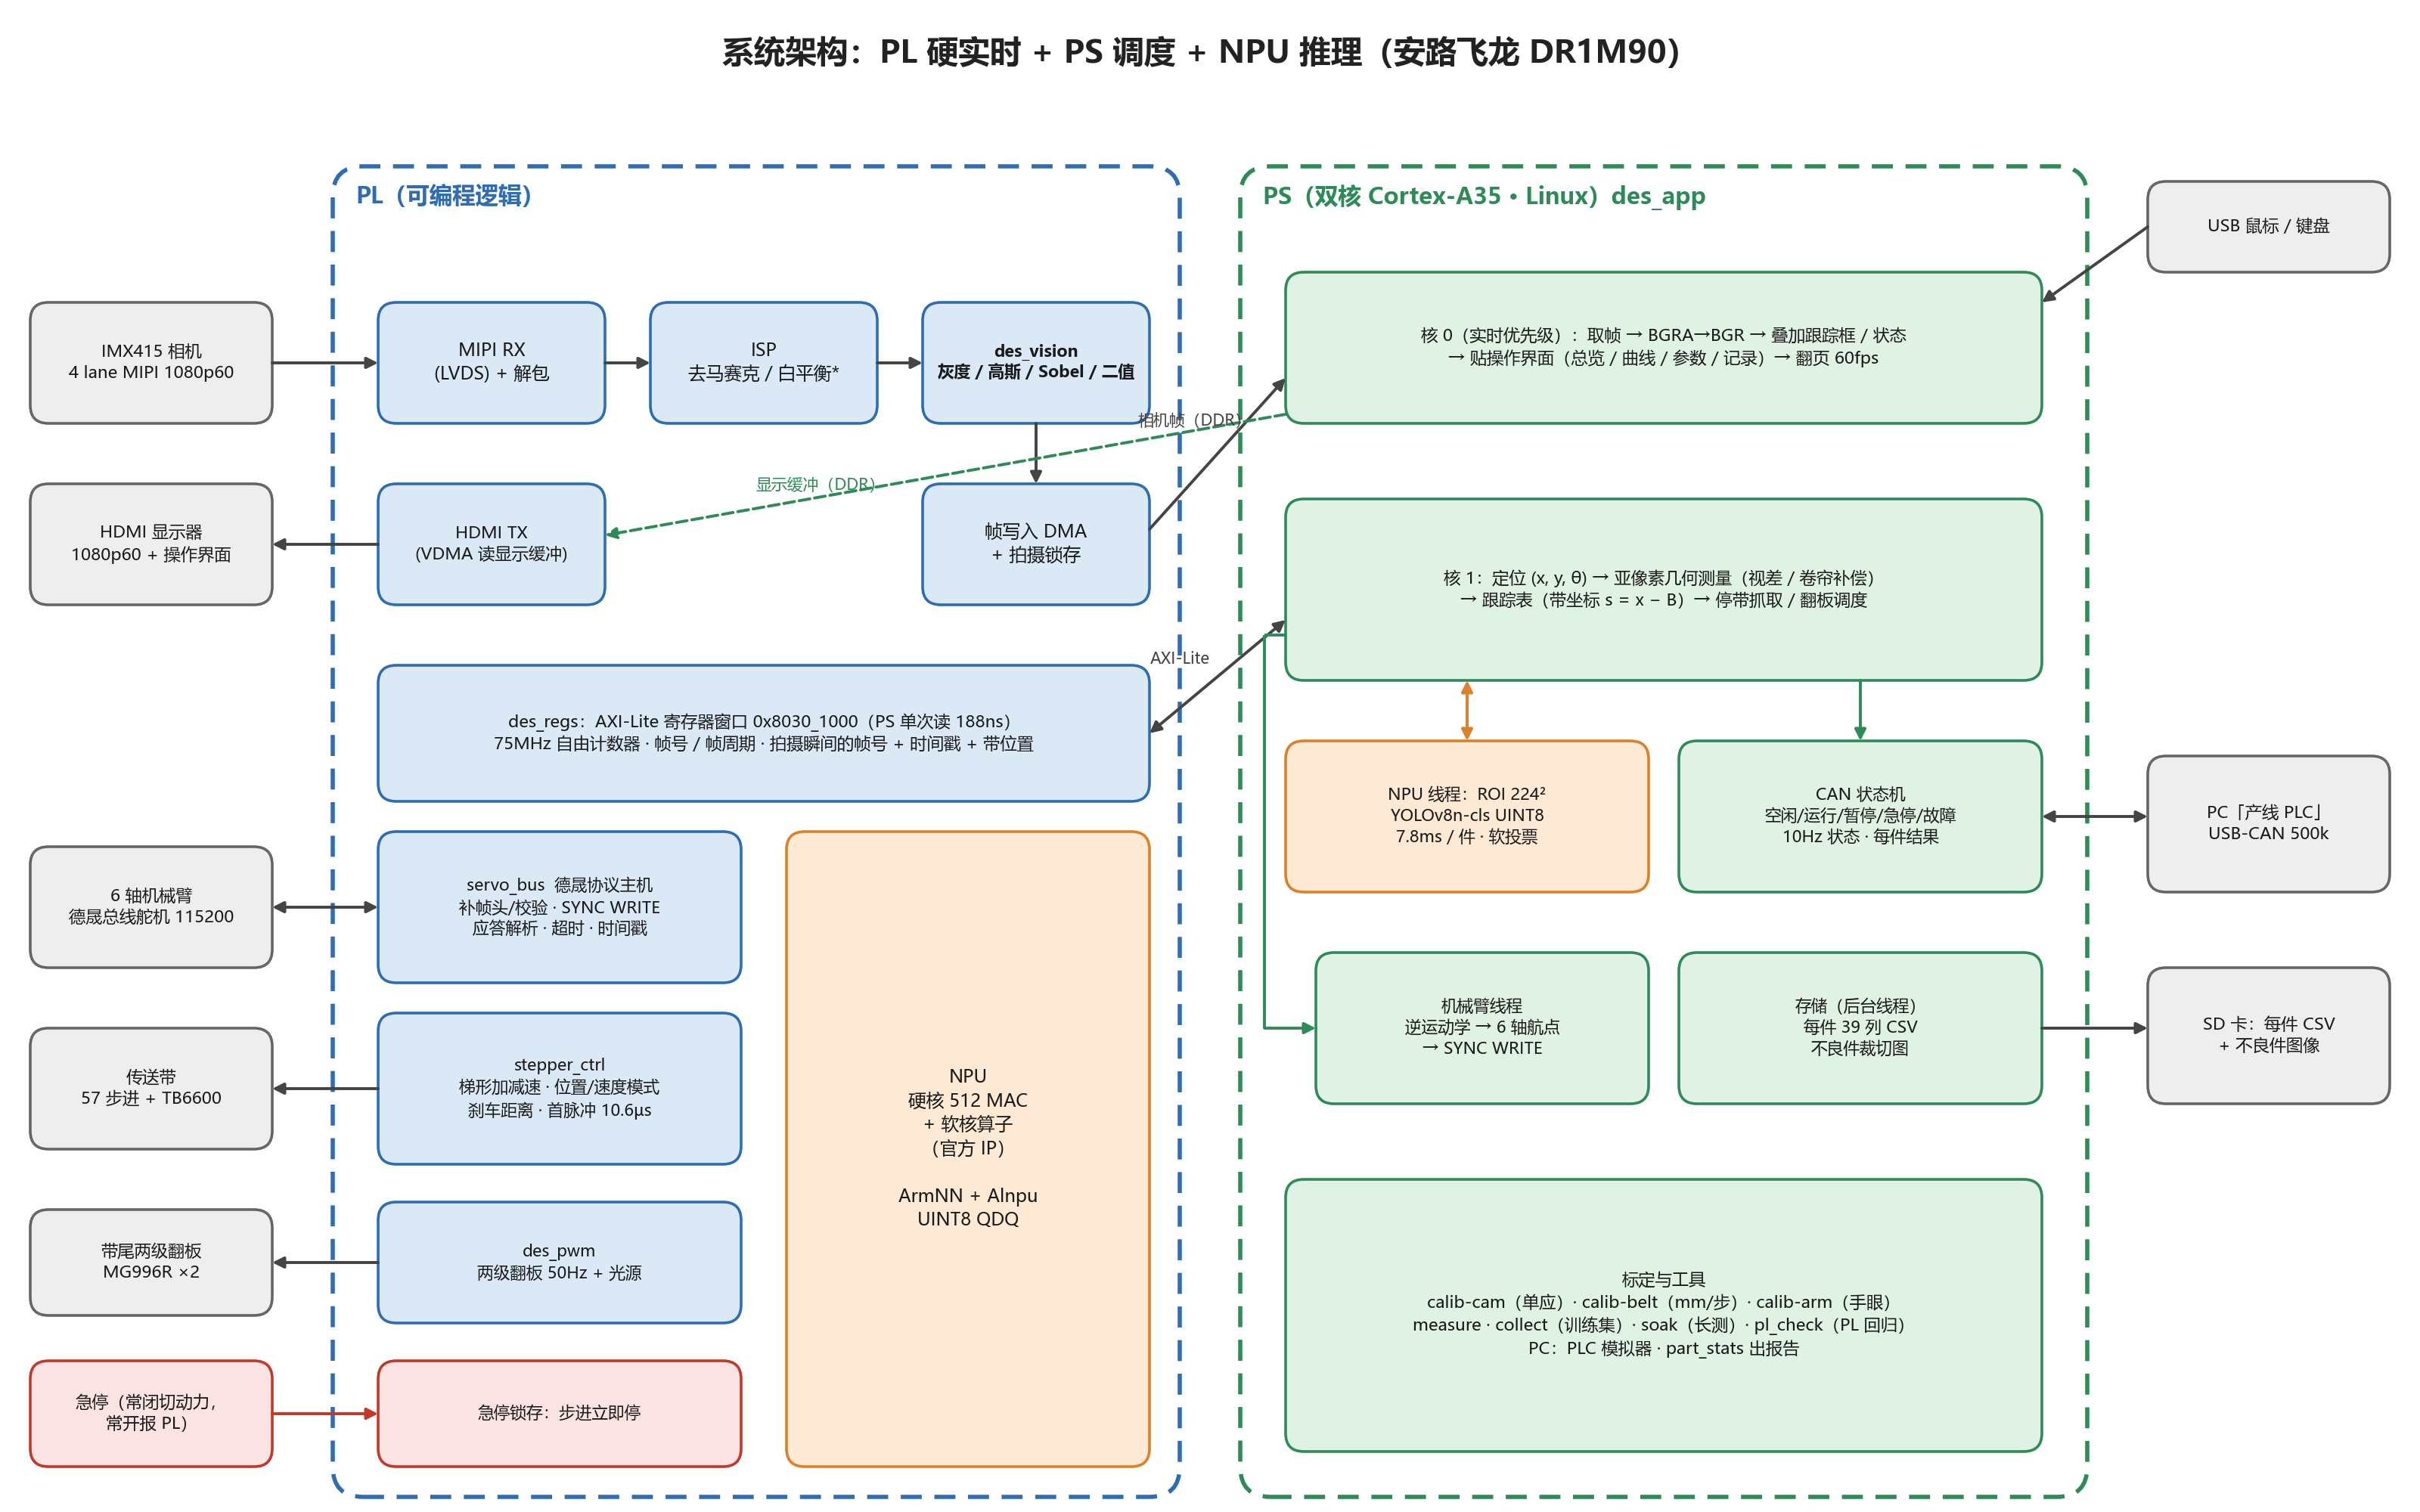 系统架构：PL 硬实时 + PS 调度 + NPU 推理（安路飞龙 DR1M90）
PL（可编程逻辑）
PS（双核 Cortex-A35 · Linux）des_app
USB 鼠标 / 键盘
IMX415 相机
4 lane MIPI 1080p60
MIPI RX
(LVDS) + 解包
ISP
去马赛克 / 白平衡*
des_vision
灰度 / 高斯 / Sobel / 二值
核 0（实时优先级）：取帧 → BGRA→BGR → 叠加跟踪框 / 状态
→ 贴操作界面（总览 / 曲线 / 参数 / 记录）→ 翻页 60fps
相机帧（DDR）
显示缓冲（DDR）
HDMI 显示器
1080p60 + 操作界面
HDMI TX
(VDMA 读显示缓冲)
帧写入 DMA
+ 拍摄锁存
核 1：定位 (x, y, θ) → 亚像素几何测量（视差 / 卷帘补偿）
→ 跟踪表（带坐标 s = x − B）→ 停带抓取 / 翻板调度
AXI-Lite
des_regs：AXI-Lite 寄存器窗口 0x8030_1000（PS 单次读 188ns）
75MHz 自由计数器 · 帧号 / 帧周期 · 拍摄瞬间的帧号 + 时间戳 + 带位置
NPU 线程：ROI 224²
YOLOv8n-cls UINT8
7.8ms / 件 · 软投票
CAN 状态机
空闲/运行/暂停/急停/故障
10Hz 状态 · 每件结果
PC「产线 PLC」
USB-CAN 500k
6 轴机械臂
德晟总线舵机 115200
servo_bus 德晟协议主机
补帧头/校验 · SYNC WRITE
应答解析 · 超时 · 时间戳
机械臂线程
逆运动学 → 6 轴航点
→ SYNC WRITE
存储（后台线程）
每件 39 列 CSV
不良件裁切图
SD 卡：每件 CSV
+ 不良件图像
传送带
57 步进 + TB6600
stepper_ctrl
梯形加减速 · 位置/速度模式
刹车距离 · 首脉冲 10.6µs
NPU
硬核 512 MAC
+ 软核算子
（官方 IP）
ArmNN + Alnpu
UINT8 QDQ
带尾两级翻板
MG996R ×2
des_pwm
两级翻板 50Hz + 光源
标定与工具
calib-cam（单应）· calib-belt（mm/步）· calib-arm（手眼）
measure · collect（训练集）· soak（长测）· pl_check（PL 回归）
PC：PLC 模拟器 · part_stats 出报告
急停（常闭切动力，
常开报 PL）
急停锁存：步进立即停